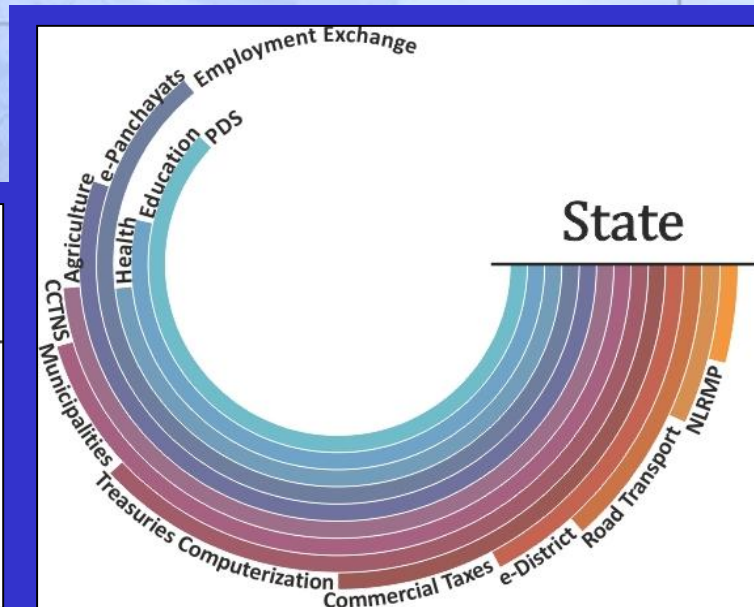 State
Employment Exchange
e-Panchayats
PDS
Education
Agriculture
Health
CCTNS
Municipalities
Treasuries Computerization
Commercial Taxes
e-District
Road Transport
NLRMP